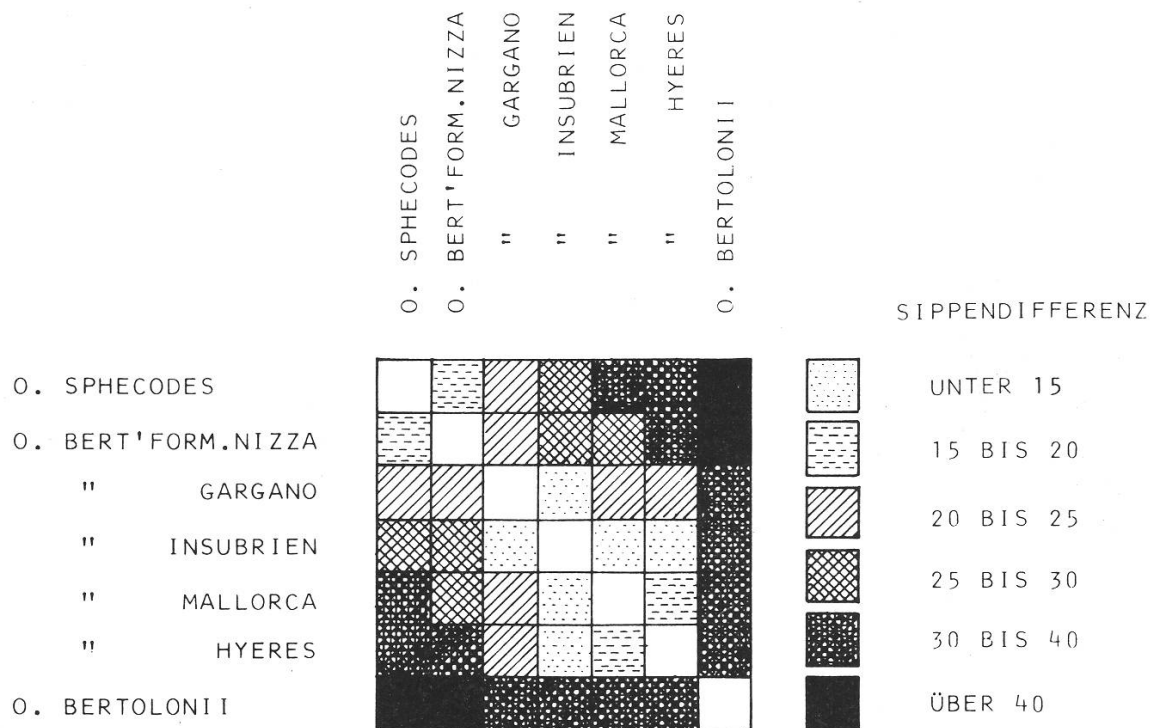 O. SPHECODES
O. BERT'FORM.NIZZA
" GARGANO
" INSUBRIEN
" MALLORCA
" HYERES
O. BERTOLONII
SIPPENDIFFERENZ
O. SPHECODES
O. BERT'FORM.NIZZA
" GARGANO
" INSUBRIEN
" MALLORCA
" HYERES
O. BERTOLONII
UNTER 15
15 BIS 20
20 BIS 25
25 BIS 30
30 BIS 40
ÜBER 40